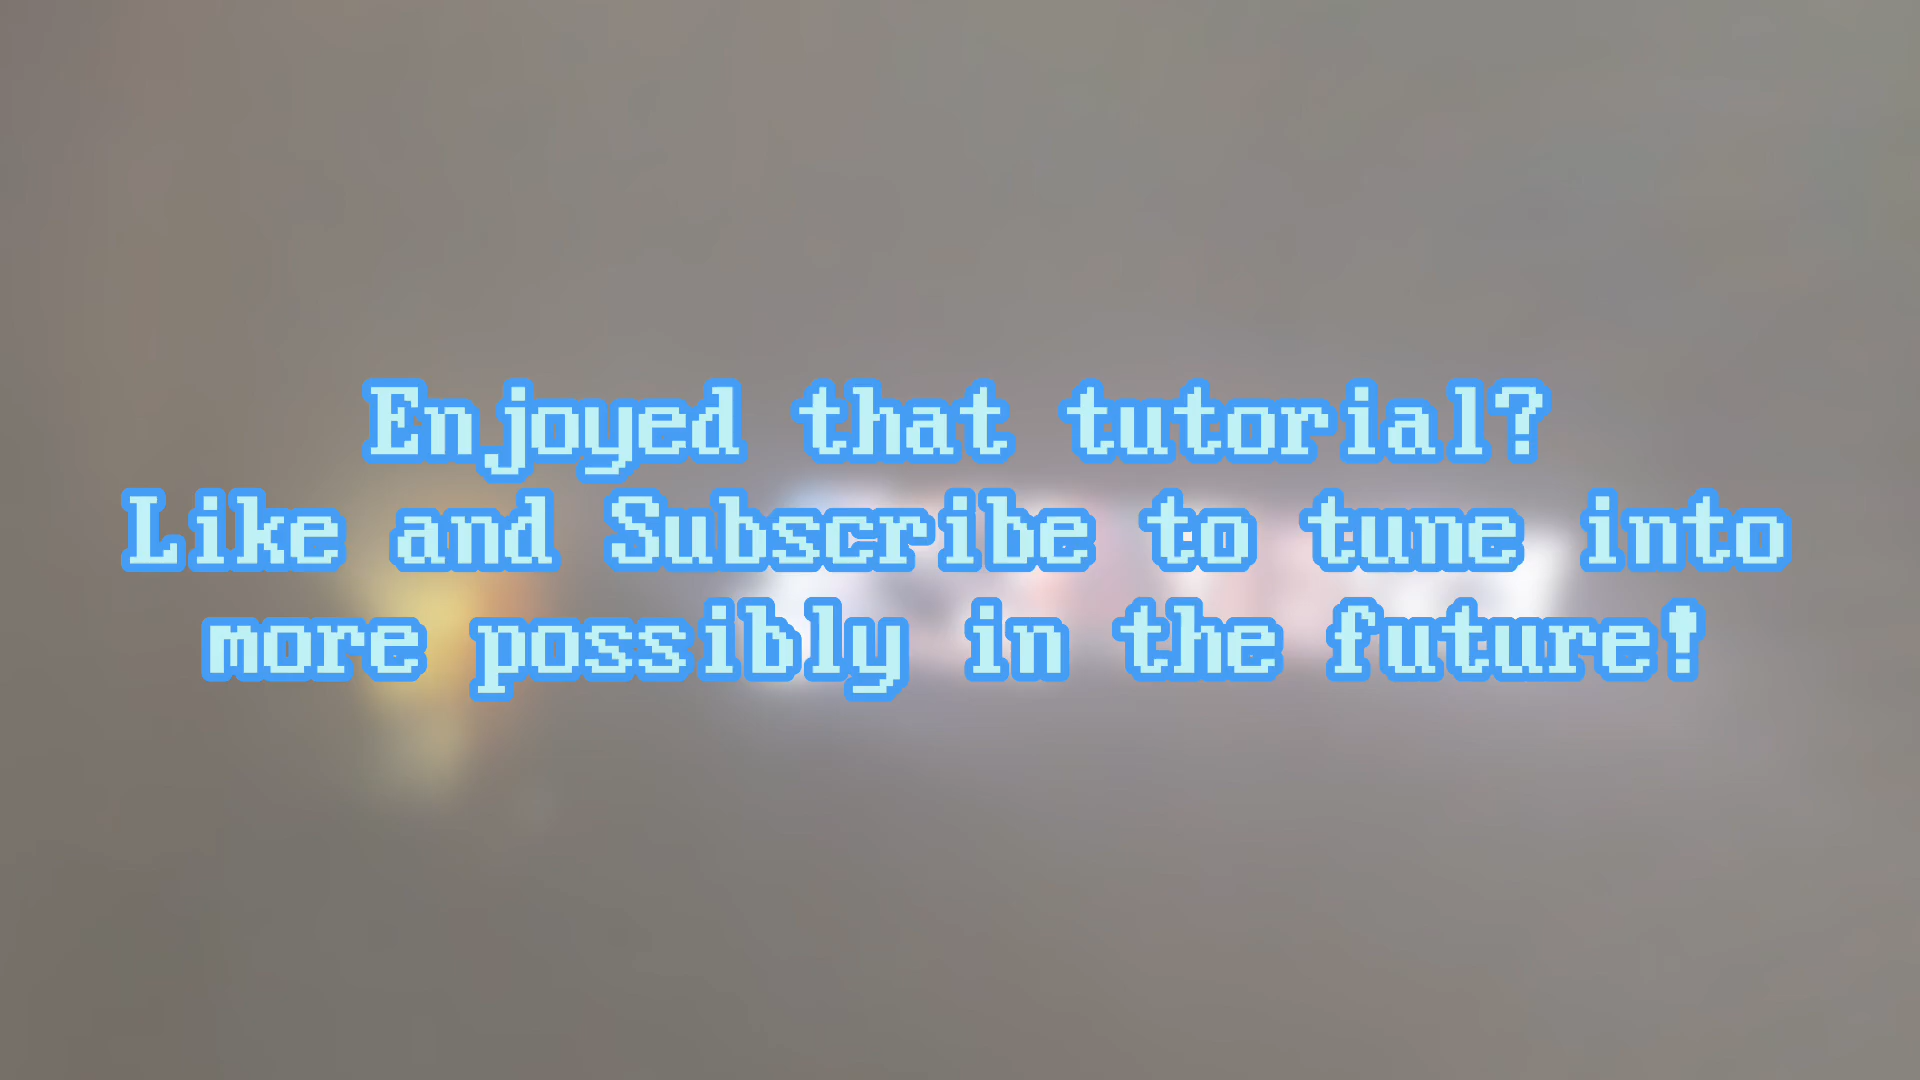 Enjoyed that tutorial?
Like and Subscribe to tune into
more possibly in the future!